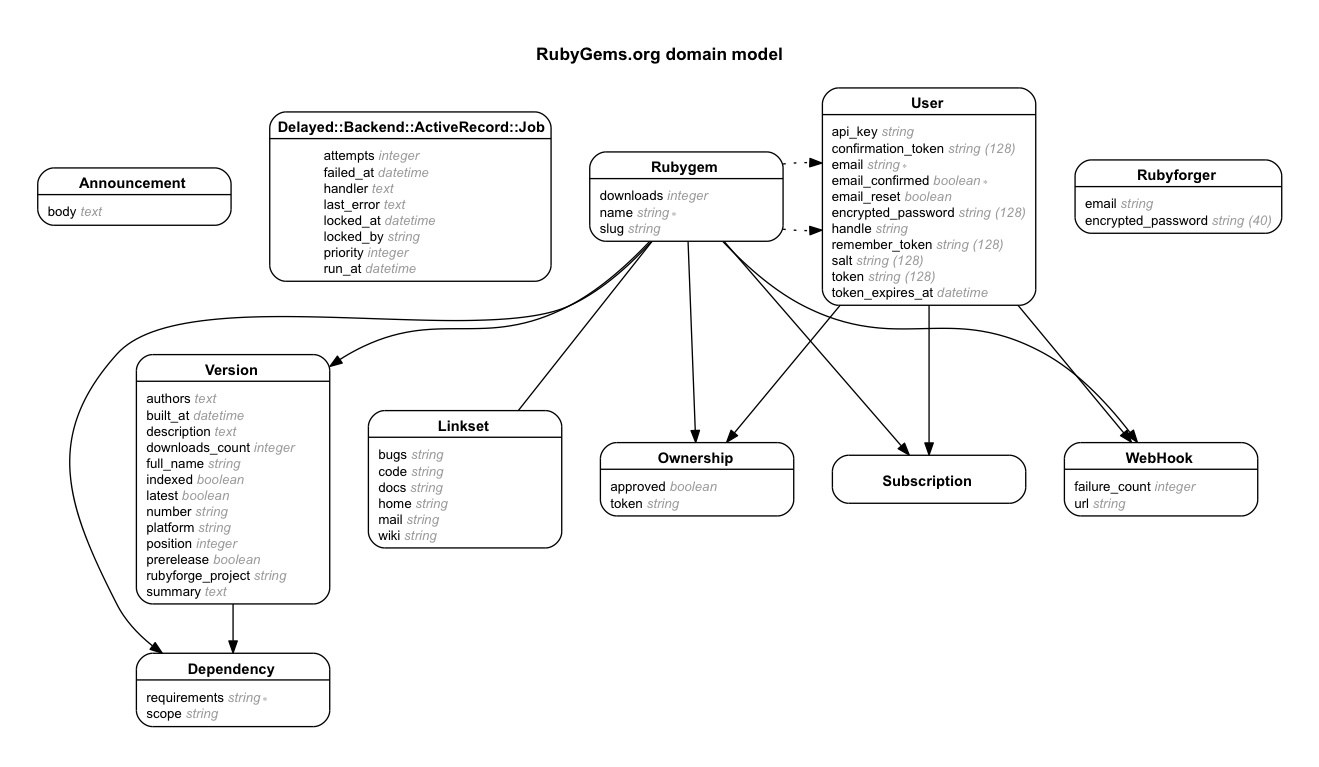 RubyGems.org domain model
Announcement
body text
Delayed::Backend::ActiveRecord::Job
attempts integer
failed_at datetime
handler text
last_error text
locked_at datetime
locked_by string
priority integer
run_at datetime
Rubygem
downloads integer
name string *
slug string
User
api_key string
confirmation_token string (128)
email string *
email_confirmed boolean *
email_reset boolean
encrypted_password string (128)
handle string
remember_token string (128)
salt string (128)
token string (128)
token_expires_at datetime
Rubyforger
email string
encrypted_password string (40)
Version
authors text
built_at datetime
description text
downloads_count integer
full_name string
indexed boolean
latest boolean
number string
platform string
position integer
prerelease boolean
rubyforge_project string
summary text
Linkset
bugs string
code string
docs string
home string
mail string
wiki string
Ownership
approved boolean
token string
Subscription
WebHook
failure_count integer
url string
Dependency
requirements string *
scope string